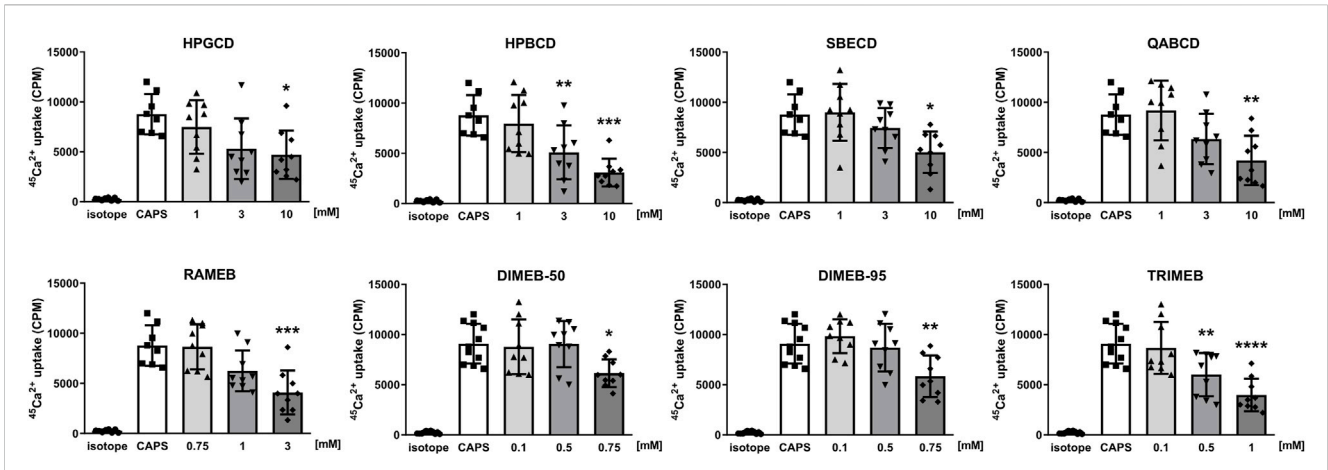 HPGCD
15000
10000
5000
0
⁴⁵Ca²⁺ uptake (CPM)
*
isotope CAPS 1 3 10 [mM]
HPBCD
15000
10000
5000
0
⁴⁵Ca²⁺ uptake (CPM)
**
***
isotope CAPS 1 3 10 [mM]
SBECD
15000
10000
5000
0
⁴⁵Ca²⁺ uptake (CPM)
*
isotope CAPS 1 3 10 [mM]
QABCD
15000
10000
5000
0
⁴⁵Ca²⁺ uptake (CPM)
**
isotope CAPS 1 3 10 [mM]
RAMEB
15000
10000
5000
0
⁴⁵Ca²⁺ uptake (CPM)
***
isotope CAPS 0.75 1 3 [mM]
DIMEB-50
15000
10000
5000
0
⁴⁵Ca²⁺ uptake (CPM)
*
isotope CAPS 0.1 0.5 0.75 [mM]
DIMEB-95
15000
10000
5000
0
⁴⁵Ca²⁺ uptake (CPM)
**
isotope CAPS 0.1 0.5 0.75 [mM]
TRIMEB
15000
10000
5000
0
⁴⁵Ca²⁺ uptake (CPM)
**
****
isotope CAPS 0.1 0.5 1 [mM]